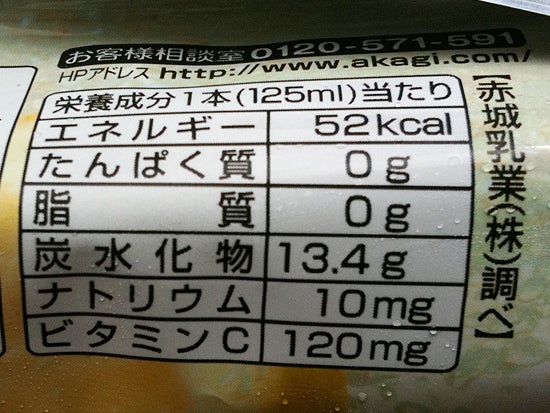 お客様相談室 0120-571-591
HPアドレス http://www.akagi.com/
栄養成分1本(125ml)当たり
エネルギー 52kcal
たんぱく質 0g
脂質 0g
炭水化物 13.4g
ナトリウム 10mg
ビタミンC 120mg
【赤城乳業(株)調べ】